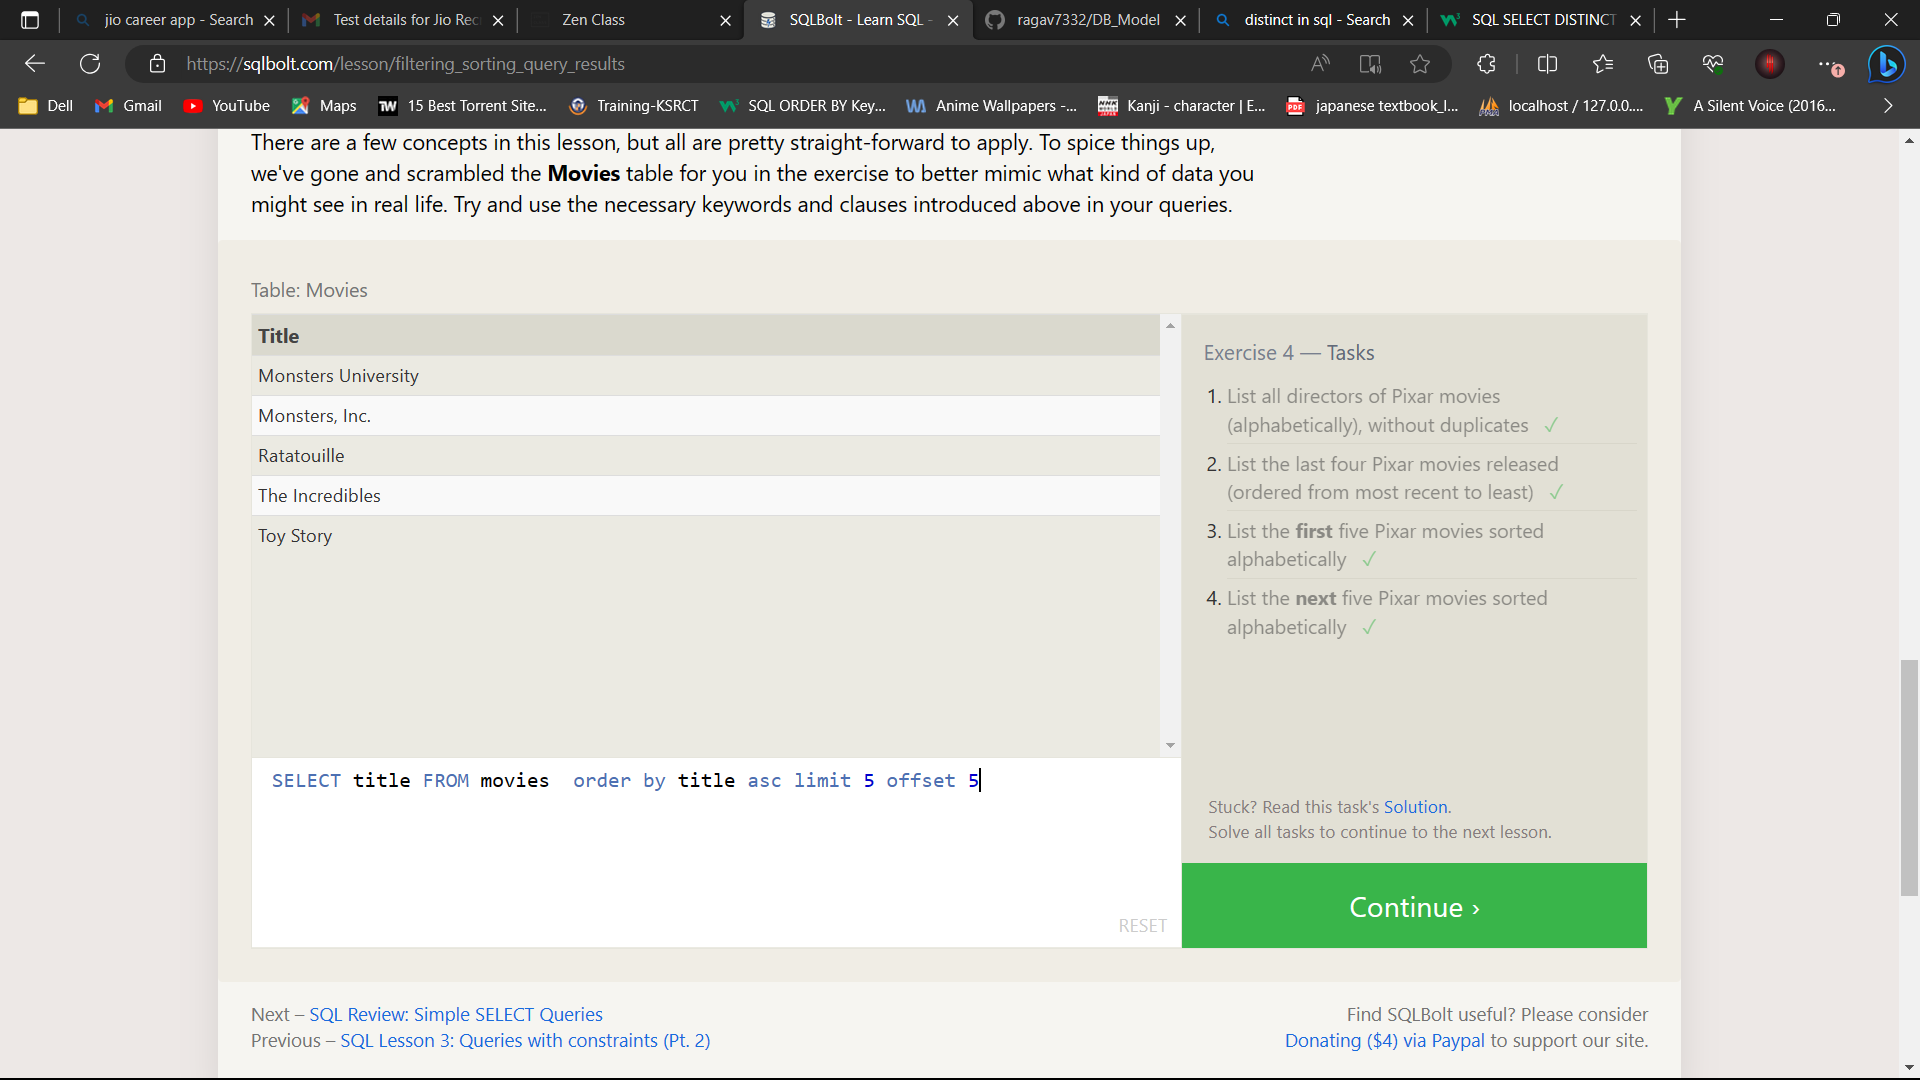 jio career app - Search
Test details for Jio Rec
Zen Class
SQLBolt - Learn SQL -
ragav7332/DB_Model
distinct in sql - Search
SQL SELECT DISTINCT
https://sqlbolt.com/lesson/filtering_sorting_query_results
Dell
Gmail
YouTube
Maps
15 Best Torrent Site...
Training-KSRCT
SQL ORDER BY Key...
Anime Wallpapers -...
Kanji - character | E...
japanese textbook_I...
localhost / 127.0.0....
A Silent Voice (2016...
There are a few concepts in this lesson, but all are pretty straight-forward to apply. To spice things up,
we've gone and scrambled the Movies table for you in the exercise to better mimic what kind of data you
might see in real life. Try and use the necessary keywords and clauses introduced above in your queries.
Table: Movies
Title
Monsters University
Monsters, Inc.
Ratatouille
The Incredibles
Toy Story
SELECT title FROM movies  order by title asc limit 5 offset 5
RESET
Exercise 4 — Tasks
1. List all directors of Pixar movies
(alphabetically), without duplicates ✓
2. List the last four Pixar movies released
(ordered from most recent to least) ✓
3. List the first five Pixar movies sorted
alphabetically ✓
4. List the next five Pixar movies sorted
alphabetically ✓
Stuck? Read this task's Solution.
Solve all tasks to continue to the next lesson.
Continue ›
Next – SQL Review: Simple SELECT Queries
Previous – SQL Lesson 3: Queries with constraints (Pt. 2)
Find SQLBolt useful? Please consider
Donating ($4) via Paypal to support our site.